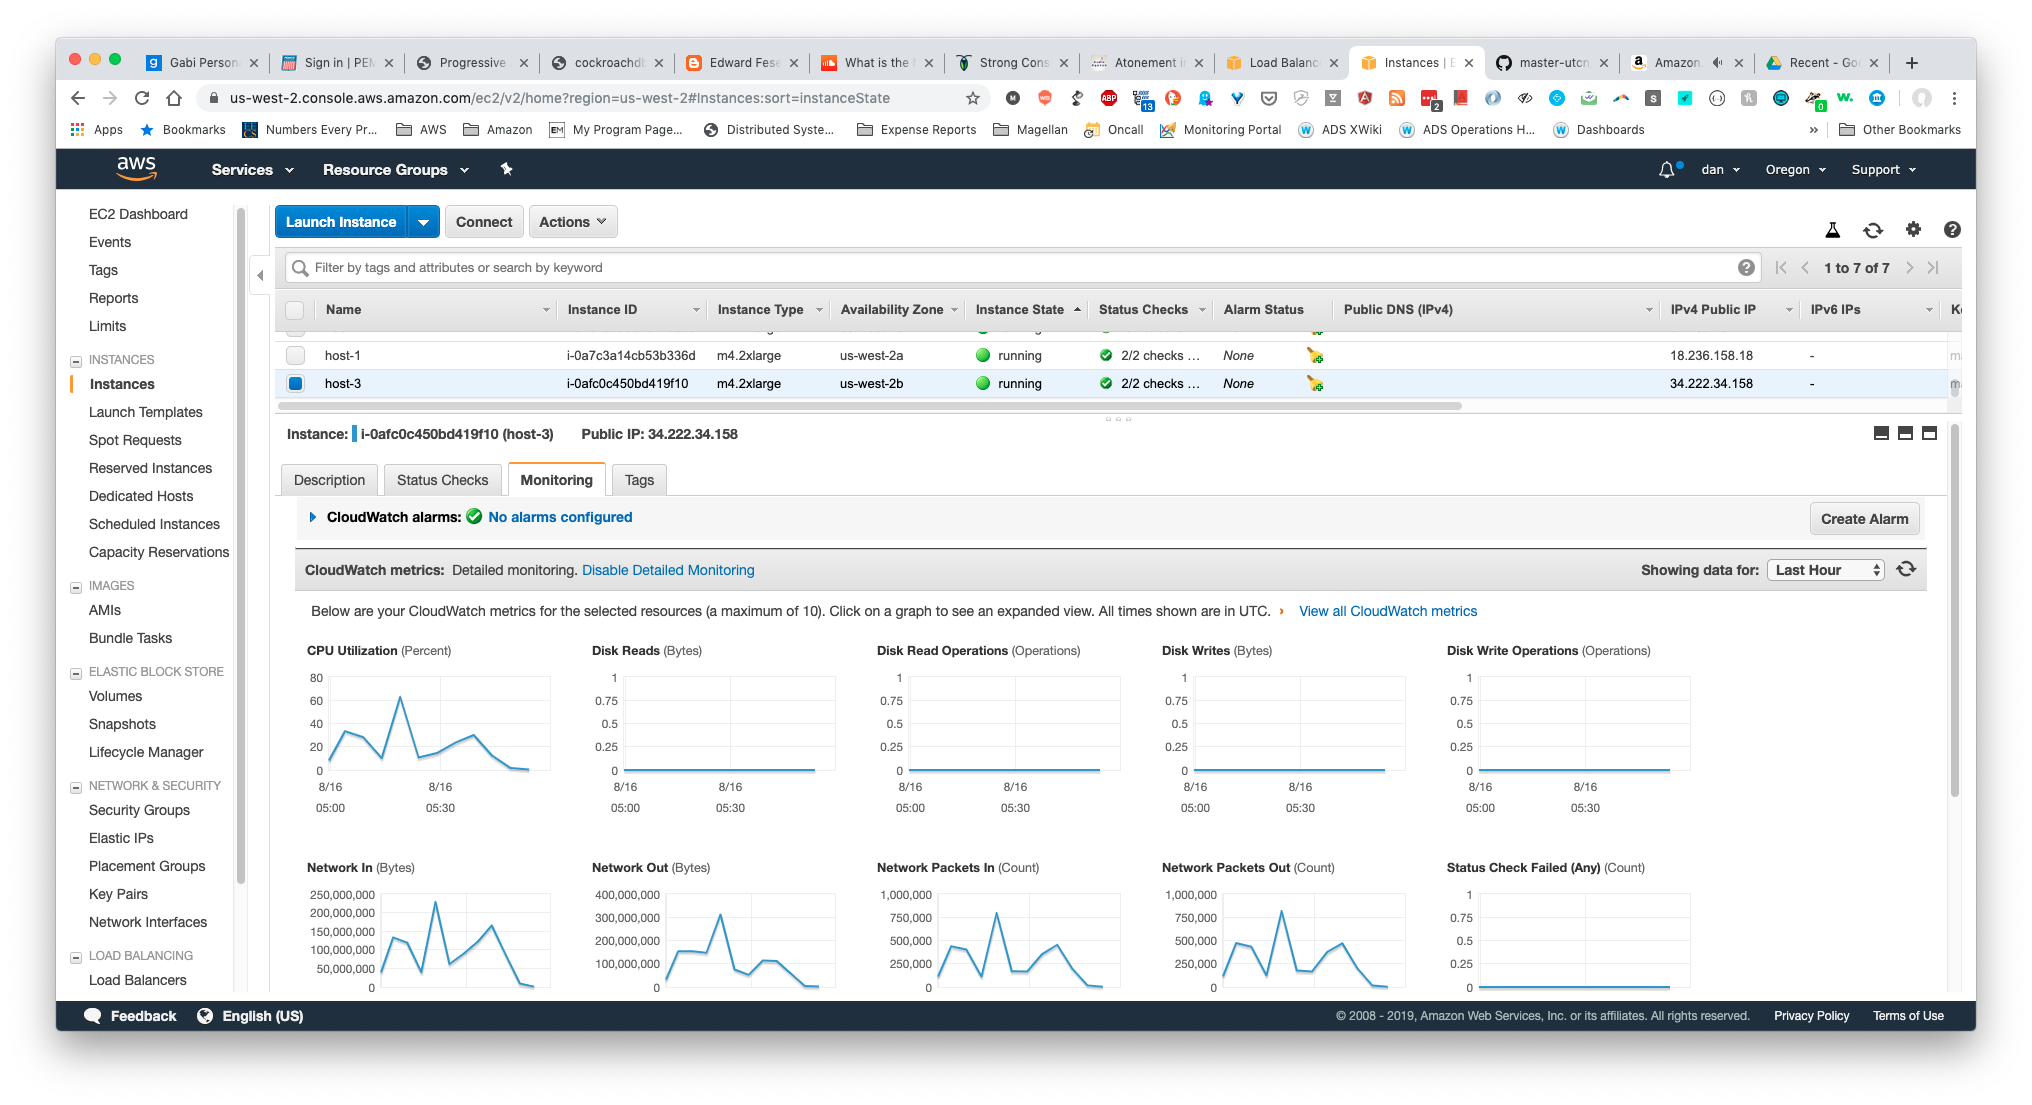 Gabi Person
Sign in | PEM
Progressive
cockroachdb
Edward Fese
What is the
Strong Cons
Atonement i
Load Balanc
Instances | E
master-utcn
Amazon.
Recent - Go
us-west-2.console.aws.amazon.com/ec2/v2/home?region=us-west-2#Instances:sort=instanceState
Apps
Bookmarks
Numbers Every Pr...
AWS
Amazon
My Program Page...
Distributed Syste...
Expense Reports
Magellan
Oncall
Monitoring Portal
ADS XWiki
ADS Operations H...
Dashboards
»
Other Bookmarks
aws
Services
Resource Groups
dan
Oregon
Support
EC2 Dashboard
Events
Tags
Reports
Limits
INSTANCES
Instances
Launch Templates
Spot Requests
Reserved Instances
Dedicated Hosts
Scheduled Instances
Capacity Reservations
IMAGES
AMIs
Bundle Tasks
ELASTIC BLOCK STORE
Volumes
Snapshots
Lifecycle Manager
NETWORK & SECURITY
Security Groups
Elastic IPs
Placement Groups
Key Pairs
Network Interfaces
LOAD BALANCING
Load Balancers
Launch Instance
Connect
Actions
Filter by tags and attributes or search by keyword
1 to 7 of 7
Name Instance ID Instance Type Availability Zone Instance State Status Checks Alarm Status Public DNS (IPv4) IPv4 Public IP IPv6 IPs
host-1 i-0a7c3a14cb53b336d m4.2xlarge us-west-2a running 2/2 checks ... None 18.236.158.18 -
host-3 i-0afc0c450bd419f10 m4.2xlarge us-west-2b running 2/2 checks ... None 34.222.34.158 -
Instance: i-0afc0c450bd419f10 (host-3) Public IP: 34.222.34.158
Description
Status Checks
Monitoring
Tags
CloudWatch alarms: No alarms configured
Create Alarm
CloudWatch metrics: Detailed monitoring. Disable Detailed Monitoring
Showing data for: Last Hour
Below are your CloudWatch metrics for the selected resources (a maximum of 10). Click on a graph to see an expanded view. All times shown are in UTC. › View all CloudWatch metrics
CPU Utilization (Percent)
80
60
40
20
0
8/16 8/16
05:00 05:30
Disk Reads (Bytes)
1
0.75
0.5
0.25
0
8/16 8/16
05:00 05:30
Disk Read Operations (Operations)
1
0.75
0.5
0.25
0
8/16 8/16
05:00 05:30
Disk Writes (Bytes)
1
0.75
0.5
0.25
0
8/16 8/16
05:00 05:30
Disk Write Operations (Operations)
1
0.75
0.5
0.25
0
8/16 8/16
05:00 05:30
Network In (Bytes)
250,000,000
200,000,000
150,000,000
100,000,000
50,000,000
0
Network Out (Bytes)
400,000,000
300,000,000
200,000,000
100,000,000
0
Network Packets In (Count)
1,000,000
750,000
500,000
250,000
0
Network Packets Out (Count)
1,000,000
750,000
500,000
250,000
0
Status Check Failed (Any) (Count)
1
0.75
0.5
0.25
0
Feedback
English (US)
© 2008 - 2019, Amazon Web Services, Inc. or its affiliates. All rights reserved.
Privacy Policy
Terms of Use